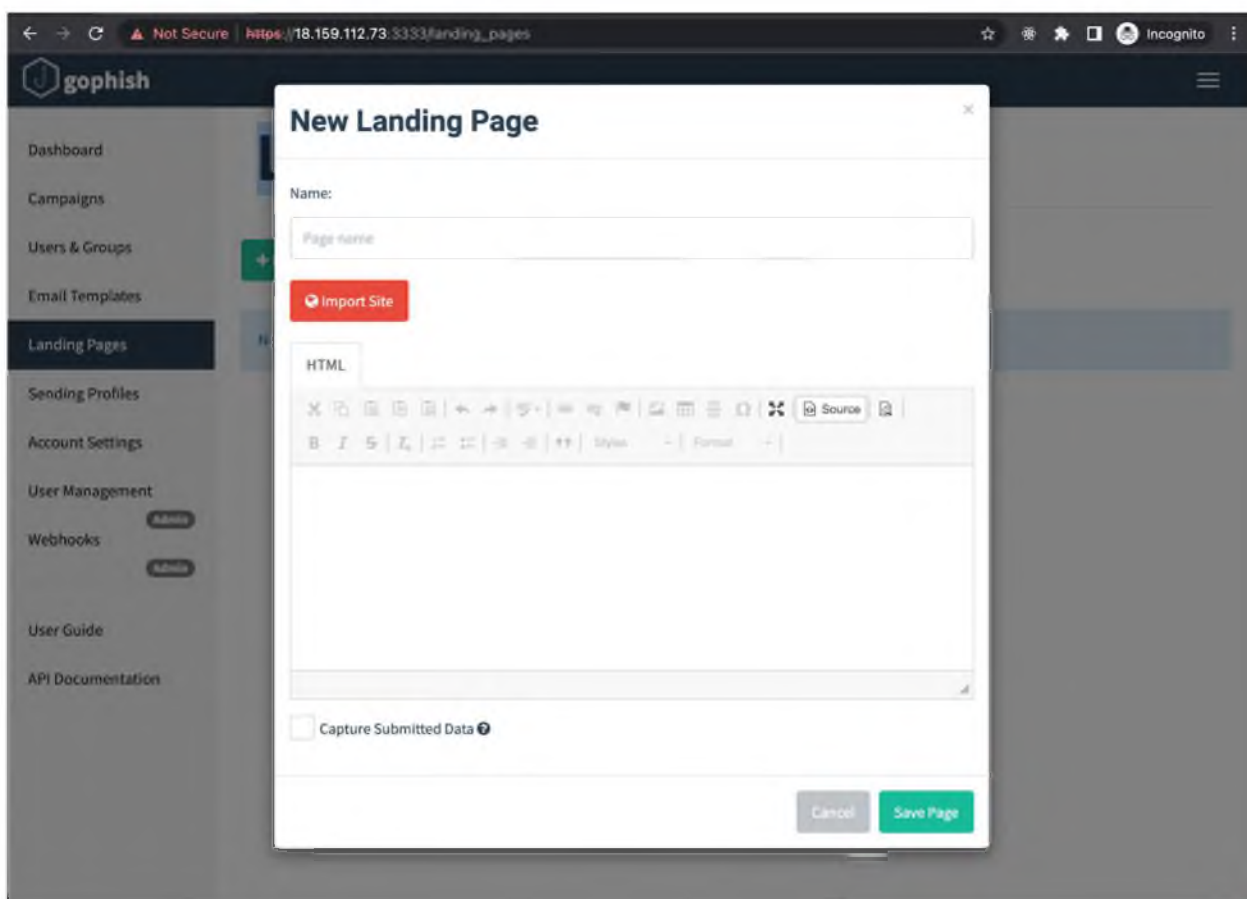 Not Secure https://18.159.112.73:3333/landing_pages Incognito
gophish
New Landing Page ×
Dashboard
Campaigns
Users & Groups
Email Templates
Landing Pages
Sending Profiles
Account Settings
User Management
Admin
Webhooks
Admin
User Guide
API Documentation
Name:
Page name
Import Site
HTML
Source
B I S Styles Format
Capture Submitted Data
Cancel Save Page